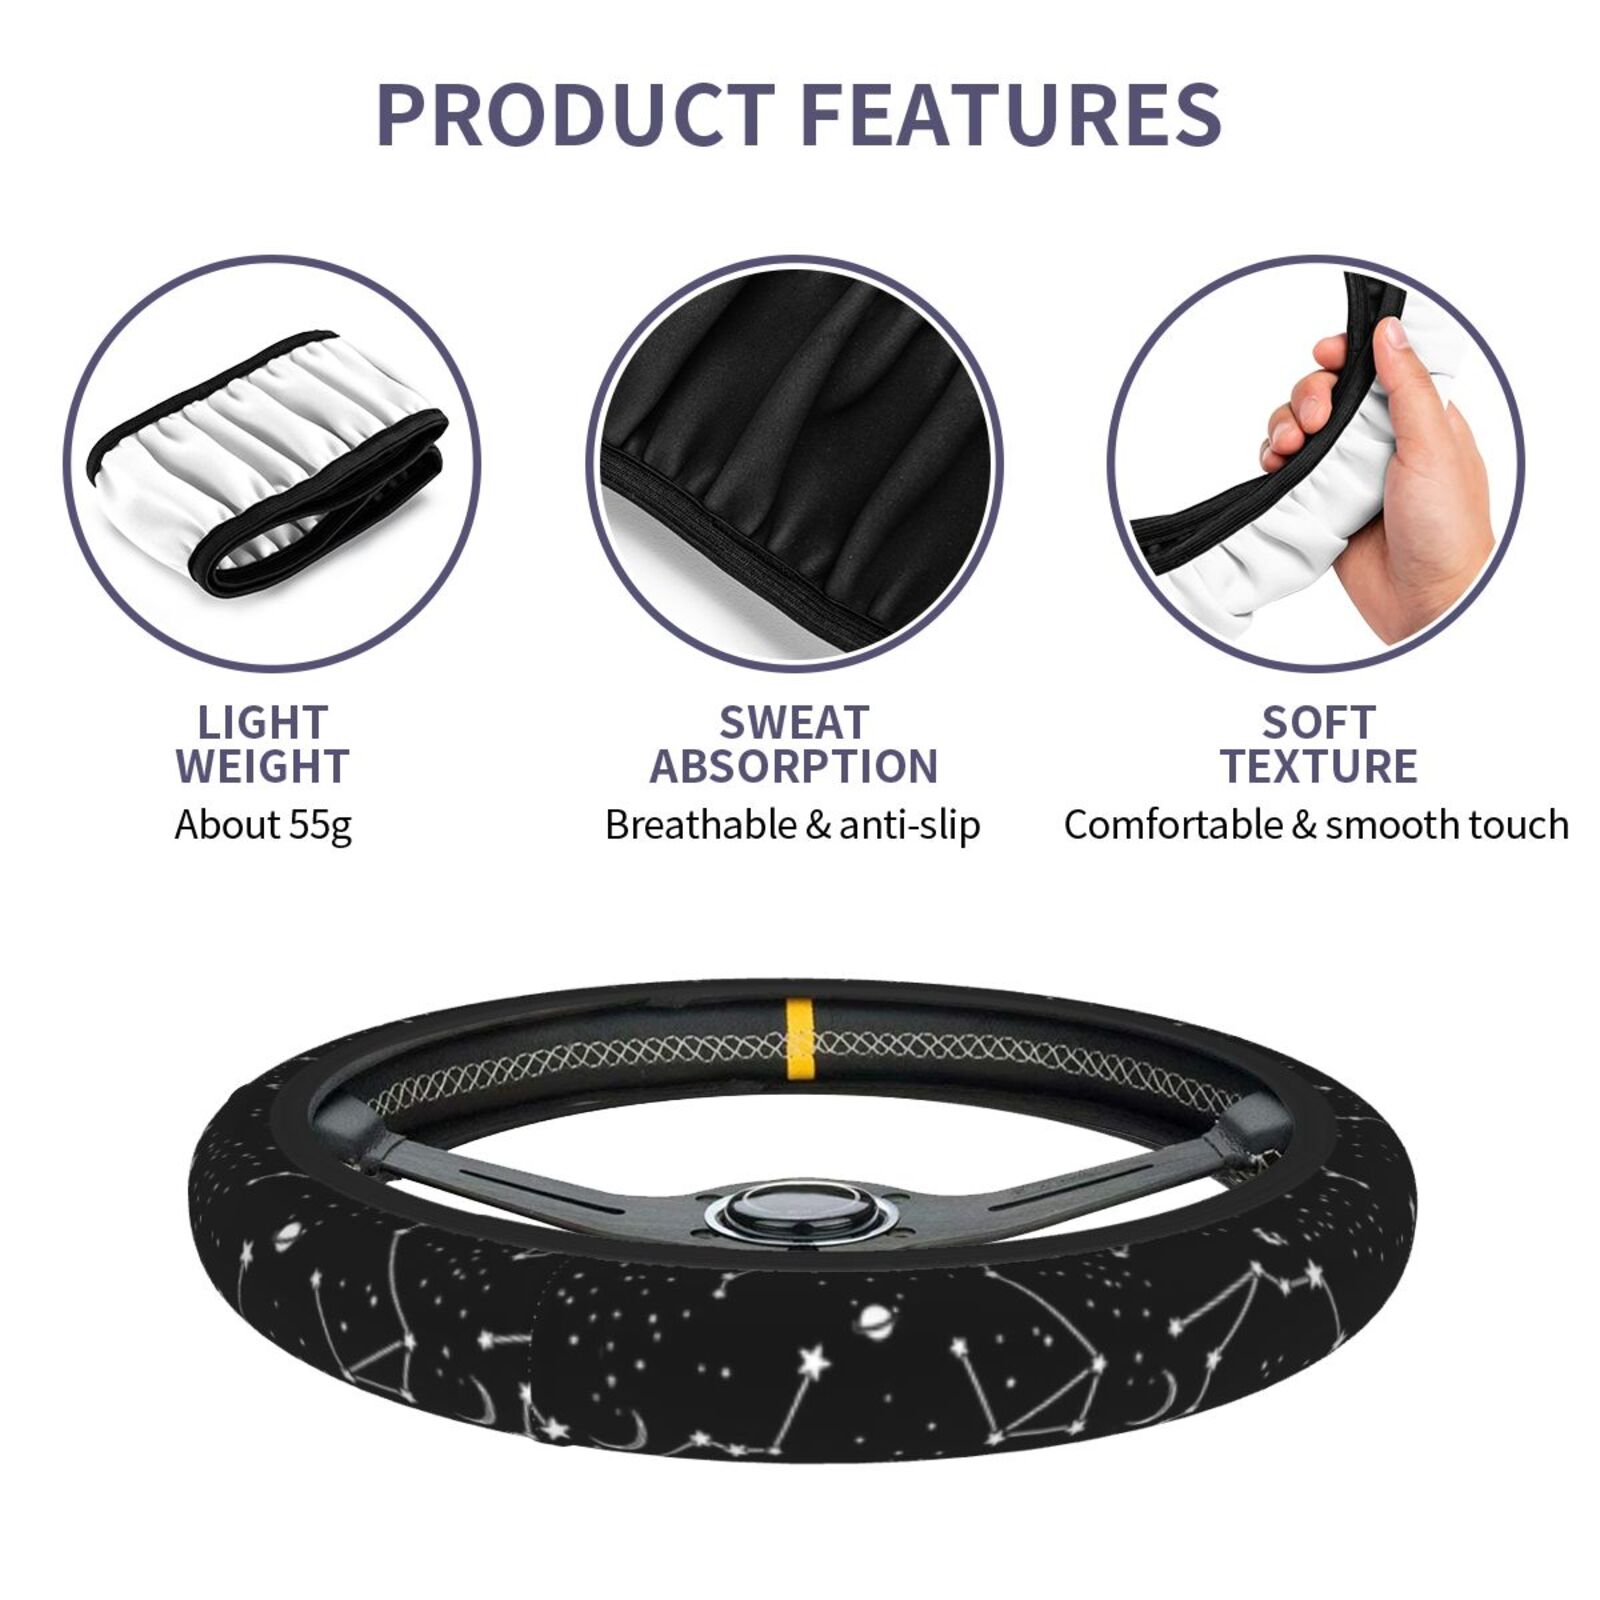 PRODUCT FEATURES
LIGHT
WEIGHT
About 55g
SWEAT
ABSORPTION
Breathable & anti-slip
SOFT
TEXTURE
Comfortable & smooth touch